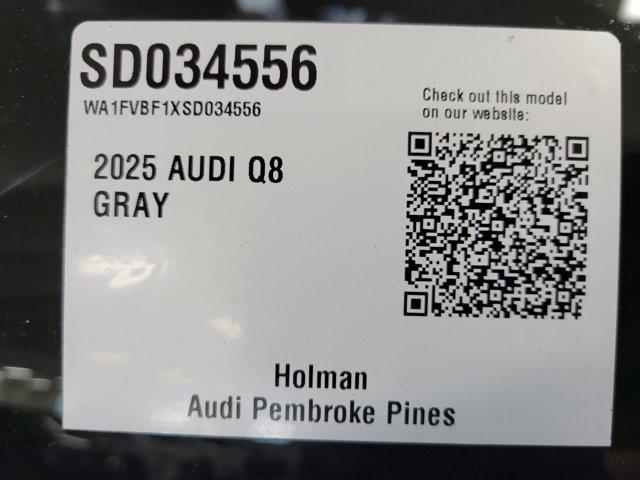 SD034556
WA1FVBF1XSD034556
Check out this model
on our website:
2025 AUDI Q8
GRAY
Holman
Audi Pembroke Pines